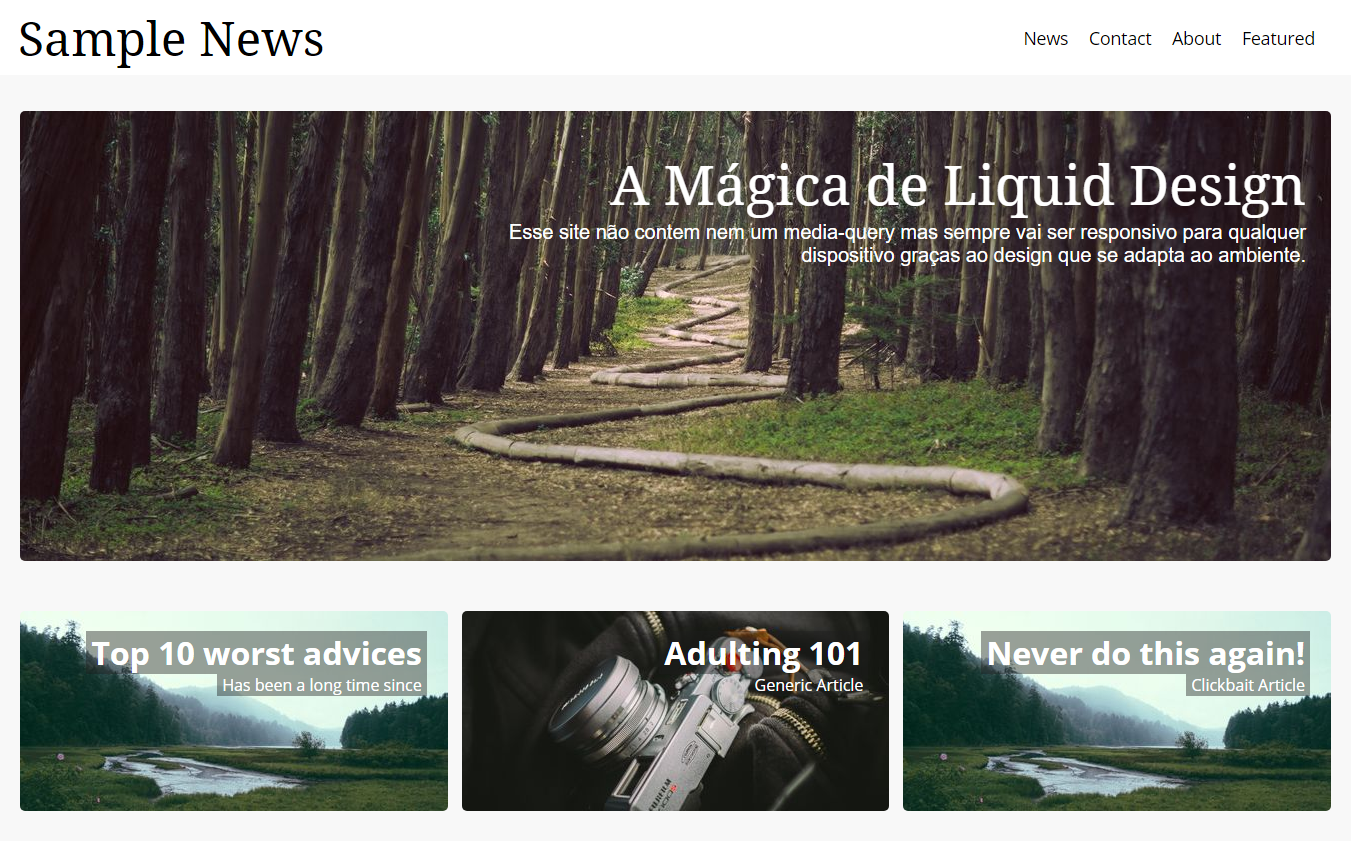 Sample News
News Contact About Featured
A Mágica de Liquid Design
Esse site não contem nem um media-query mas sempre vai ser responsivo para qualquer
dispositivo graças ao design que se adapta ao ambiente.
Top 10 worst advices
Has been a long time since
Adulting 101
Generic Article
Never do this again!
Clickbait Article